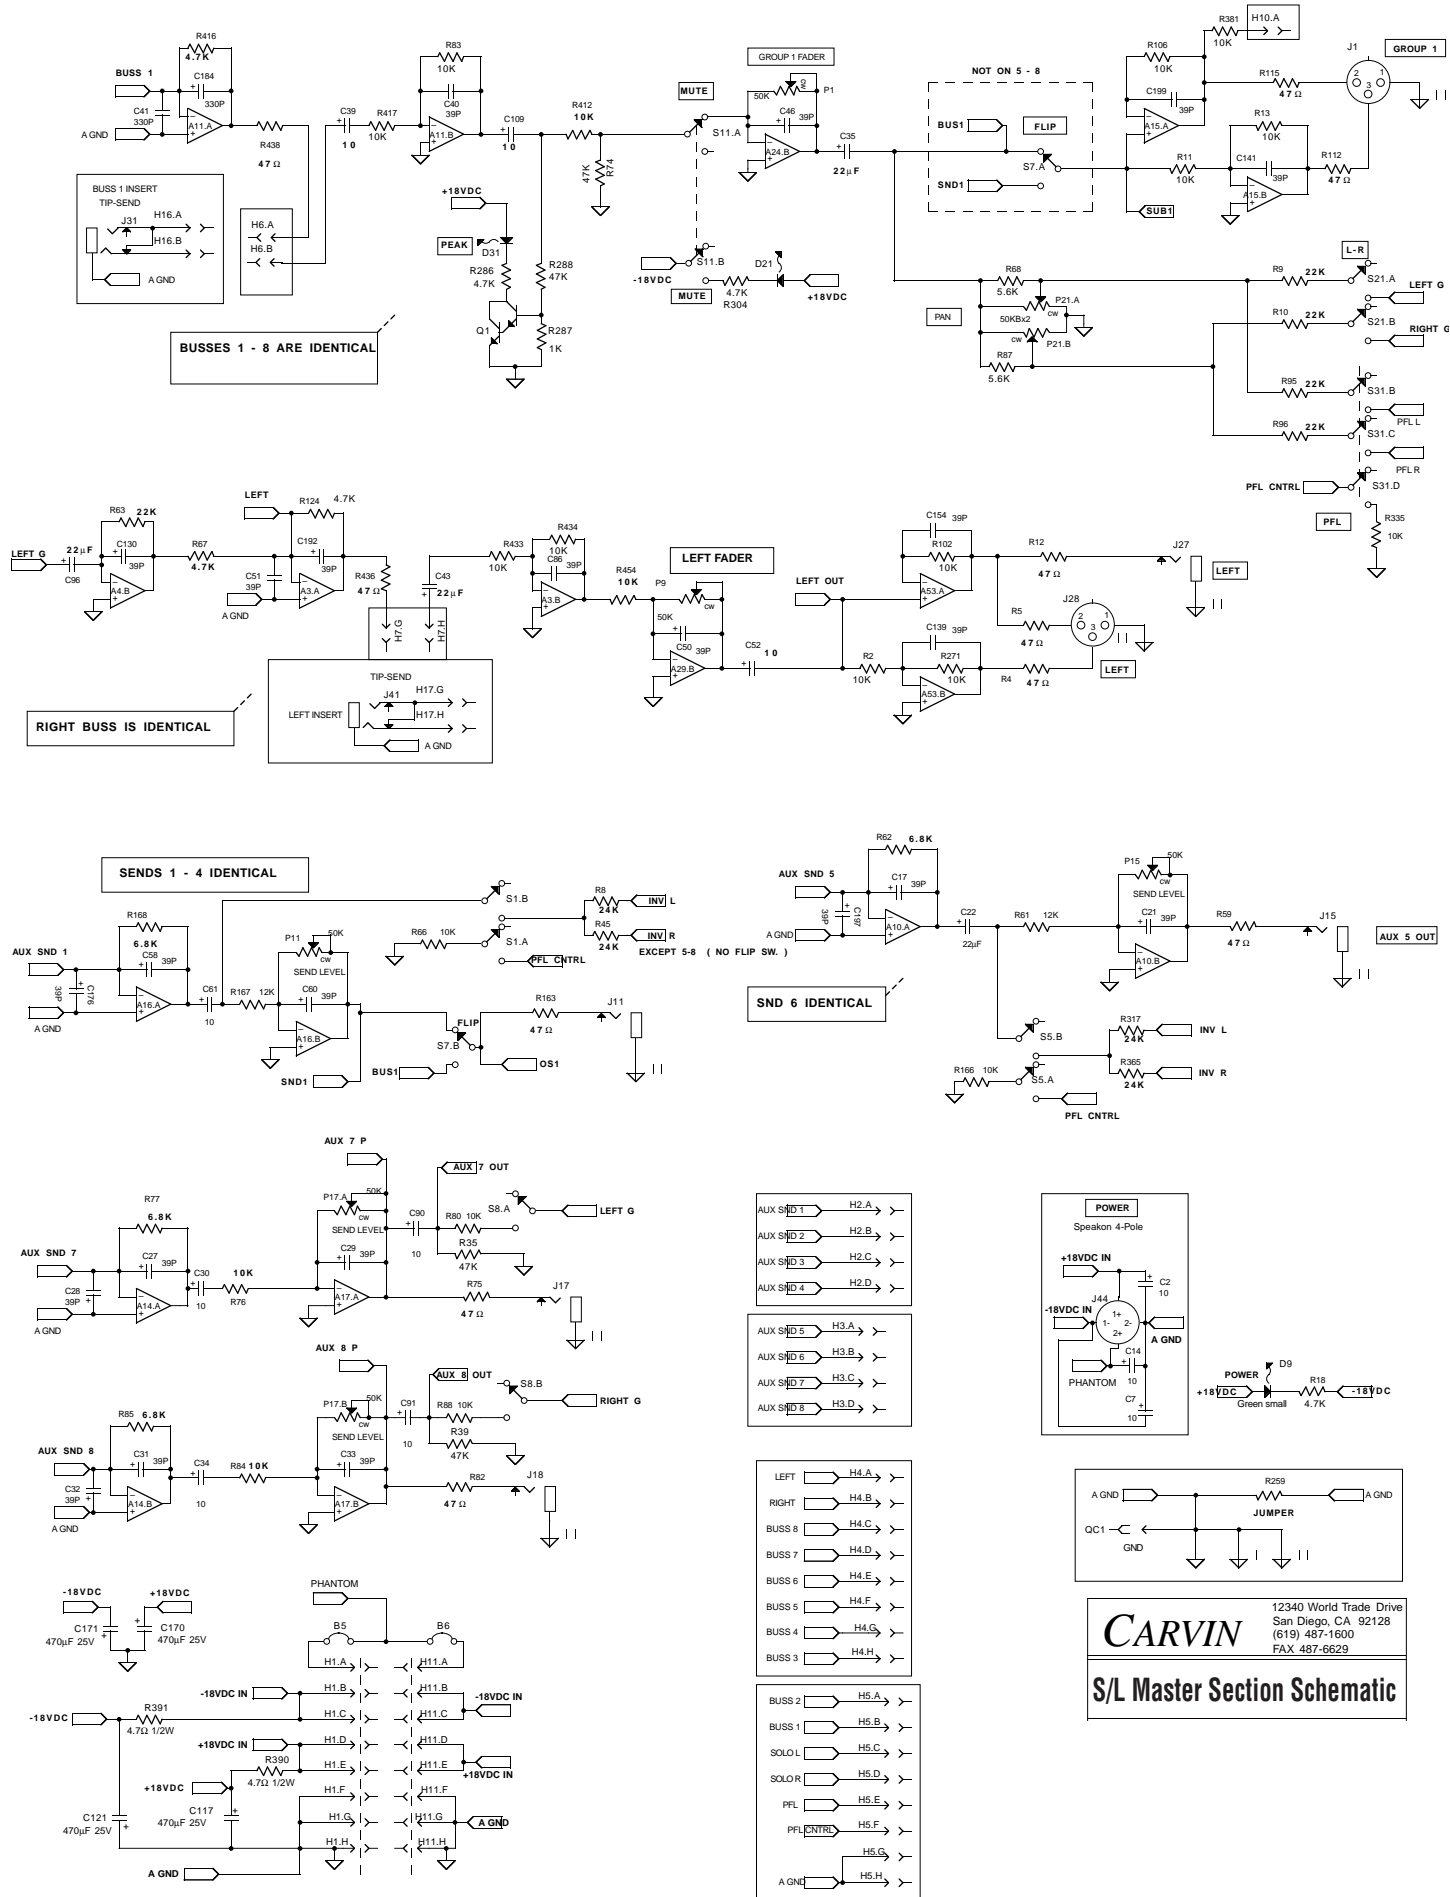 R416
4.7K
BUSS 1
C184
330P
C41
330P
A11.A
A GND
R438
47 Ω
C39
10
R417
10K
R83
10K
C40
39P
A11.B
C109
10
R412
10K
47K
R74
MUTE
S11.A
GROUP 1 FADER
50K
cw
P1
C46
39P
A24.B
C35
22µF
NOT ON 5 - 8
BUS1
FLIP
S7.A
SND1
SUB1
R381
10K
H10.A
R106
10K
C199
39P
A15.A
R115
47 Ω
J1
2
1
3
GROUP 1
R11
10K
R13
10K
C141
39P
A15.B
R112
47 Ω
BUSS 1 INSERT
TIP-SEND
J31
H16.A
H16.B
A GND
H6.A
H6.B
+18VDC
PEAK
D31
R286
4.7K
R288
47K
Q1
R287
1K
-18VDC
S11.B
MUTE
4.7K
R304
D21
+18VDC
BUSSES 1 - 8 ARE IDENTICAL
PAN
R68
5.6K
P21.A
cw
50KBx2
cw
P21.B
R87
5.6K
L-R
R9
22K
S21.A
LEFT G
R10
22K
S21.B
RIGHT G
R95
22K
S31.B
PFL L
R96
22K
S31.C
PFL R
PFL CNTRL
S31.D
PFL
R335
10K
LEFT G
22µF
C96
R63
22K
C130
39P
A4.B
R67
4.7K
LEFT
R124
4.7K
C192
39P
C51
39P
A3.A
A GND
R436
47 Ω
H7.G
H7.H
C43
22µF
R433
10K
R434
10K
C86
39P
A3.B
R454
10K
LEFT FADER
P9
50K
cw
C50
39P
A29.B
C52
10
LEFT OUT
C154
39P
R102
10K
A53.A
R12
47 Ω
J27
LEFT
R5
47 Ω
J28
2
1
3
LEFT
R2
10K
C139
39P
R271
10K
A53.B
R4
47 Ω
RIGHT BUSS IS IDENTICAL
TIP-SEND
LEFT INSERT
J41
H17.G
H17.H
A GND
SENDS 1 - 4 IDENTICAL
AUX SND 1
R168
6.8K
C58
39P
39P
C176
A16.A
A GND
C61
10
R167
12K
P11
50K
cw
SEND LEVEL
C60
39P
A16.B
SND1
S1.B
R66
10K
S1.A
PFL CNTRL
R8
24K
INV L
R45
24K
INV R
EXCEPT 5-8 ( NO FLIP SW. )
FLIP
S7.B
BUS1
OS1
R163
47 Ω
J11
AUX SND 5
R62
6.8K
C17
39P
39P
C197
A10.A
A GND
C22
22µF
R61
12K
P15
50K
cw
SEND LEVEL
C21
39P
A10.B
R59
47 Ω
J15
AUX 5 OUT
SND 6 IDENTICAL
S5.B
R317
24K
INV L
R365
24K
INV R
R166
10K
S5.A
PFL CNTRL
AUX 7 P
AUX 7 OUT
R77
6.8K
AUX SND 7
C27
39P
C28
39P
A14.A
A GND
C30
10
10K
R76
P17.A
50K
cw
SEND LEVEL
C29
39P
A17.A
C90
10
R80
10K
R35
47K
S8.A
LEFT G
R75
47 Ω
J17
AUX 8 P
AUX 8 OUT
R85
6.8K
AUX SND 8
C31
39P
C32
39P
A14.B
A GND
C34
10
R84
10K
P17.B
50K
cw
SEND LEVEL
C33
39P
A17.B
C91
10
R88
10K
R39
47K
S8.B
RIGHT G
R82
47 Ω
J18
AUX SND 1
H2.A
AUX SND 2
H2.B
AUX SND 3
H2.C
AUX SND 4
H2.D
AUX SND 5
H3.A
AUX SND 6
H3.B
AUX SND 7
H3.C
AUX SND 8
H3.D
LEFT
H4.A
RIGHT
H4.B
BUSS 8
H4.C
BUSS 7
H4.D
BUSS 6
H4.E
BUSS 5
H4.F
BUSS 4
H4.G
BUSS 3
H4.H
BUSS 2
H5.A
BUSS 1
H5.B
SOLO L
H5.C
SOLO R
H5.D
PFL
H5.E
PFL CNTRL
H5.F
H5.G
A GND
H5.H
POWER
Speakon 4-Pole
+18VDC IN
C2
10
J44
-18VDC IN
1+
1-
2-
2+
A GND
PHANTOM
C14
10
C7
10
POWER
D9
+18VDC
Green small
R18
4.7K
-18VDC
A GND
R259
JUMPER
A GND
QC1
GND
-18VDC
+18VDC
C171
470µF 25V
C170
470µF 25V
PHANTOM
B5
B6
H1.A
H11.A
-18VDC IN
H1.B
H11.B
-18VDC IN
H1.C
H11.C
-18VDC
R391
4.7Ω 1/2W
+18VDC IN
H1.D
H11.D
R390
4.7Ω 1/2W
H1.E
H11.E
+18VDC IN
+18VDC
H1.F
H11.F
C121
470µF 25V
C117
470µF 25V
H1.G
H11.G
A GND
H1.H
H11.H
A GND
CARVIN
12340 World Trade Drive
San Diego, CA 92128
(619) 487-1600
FAX 487-6629
S/L Master Section Schematic